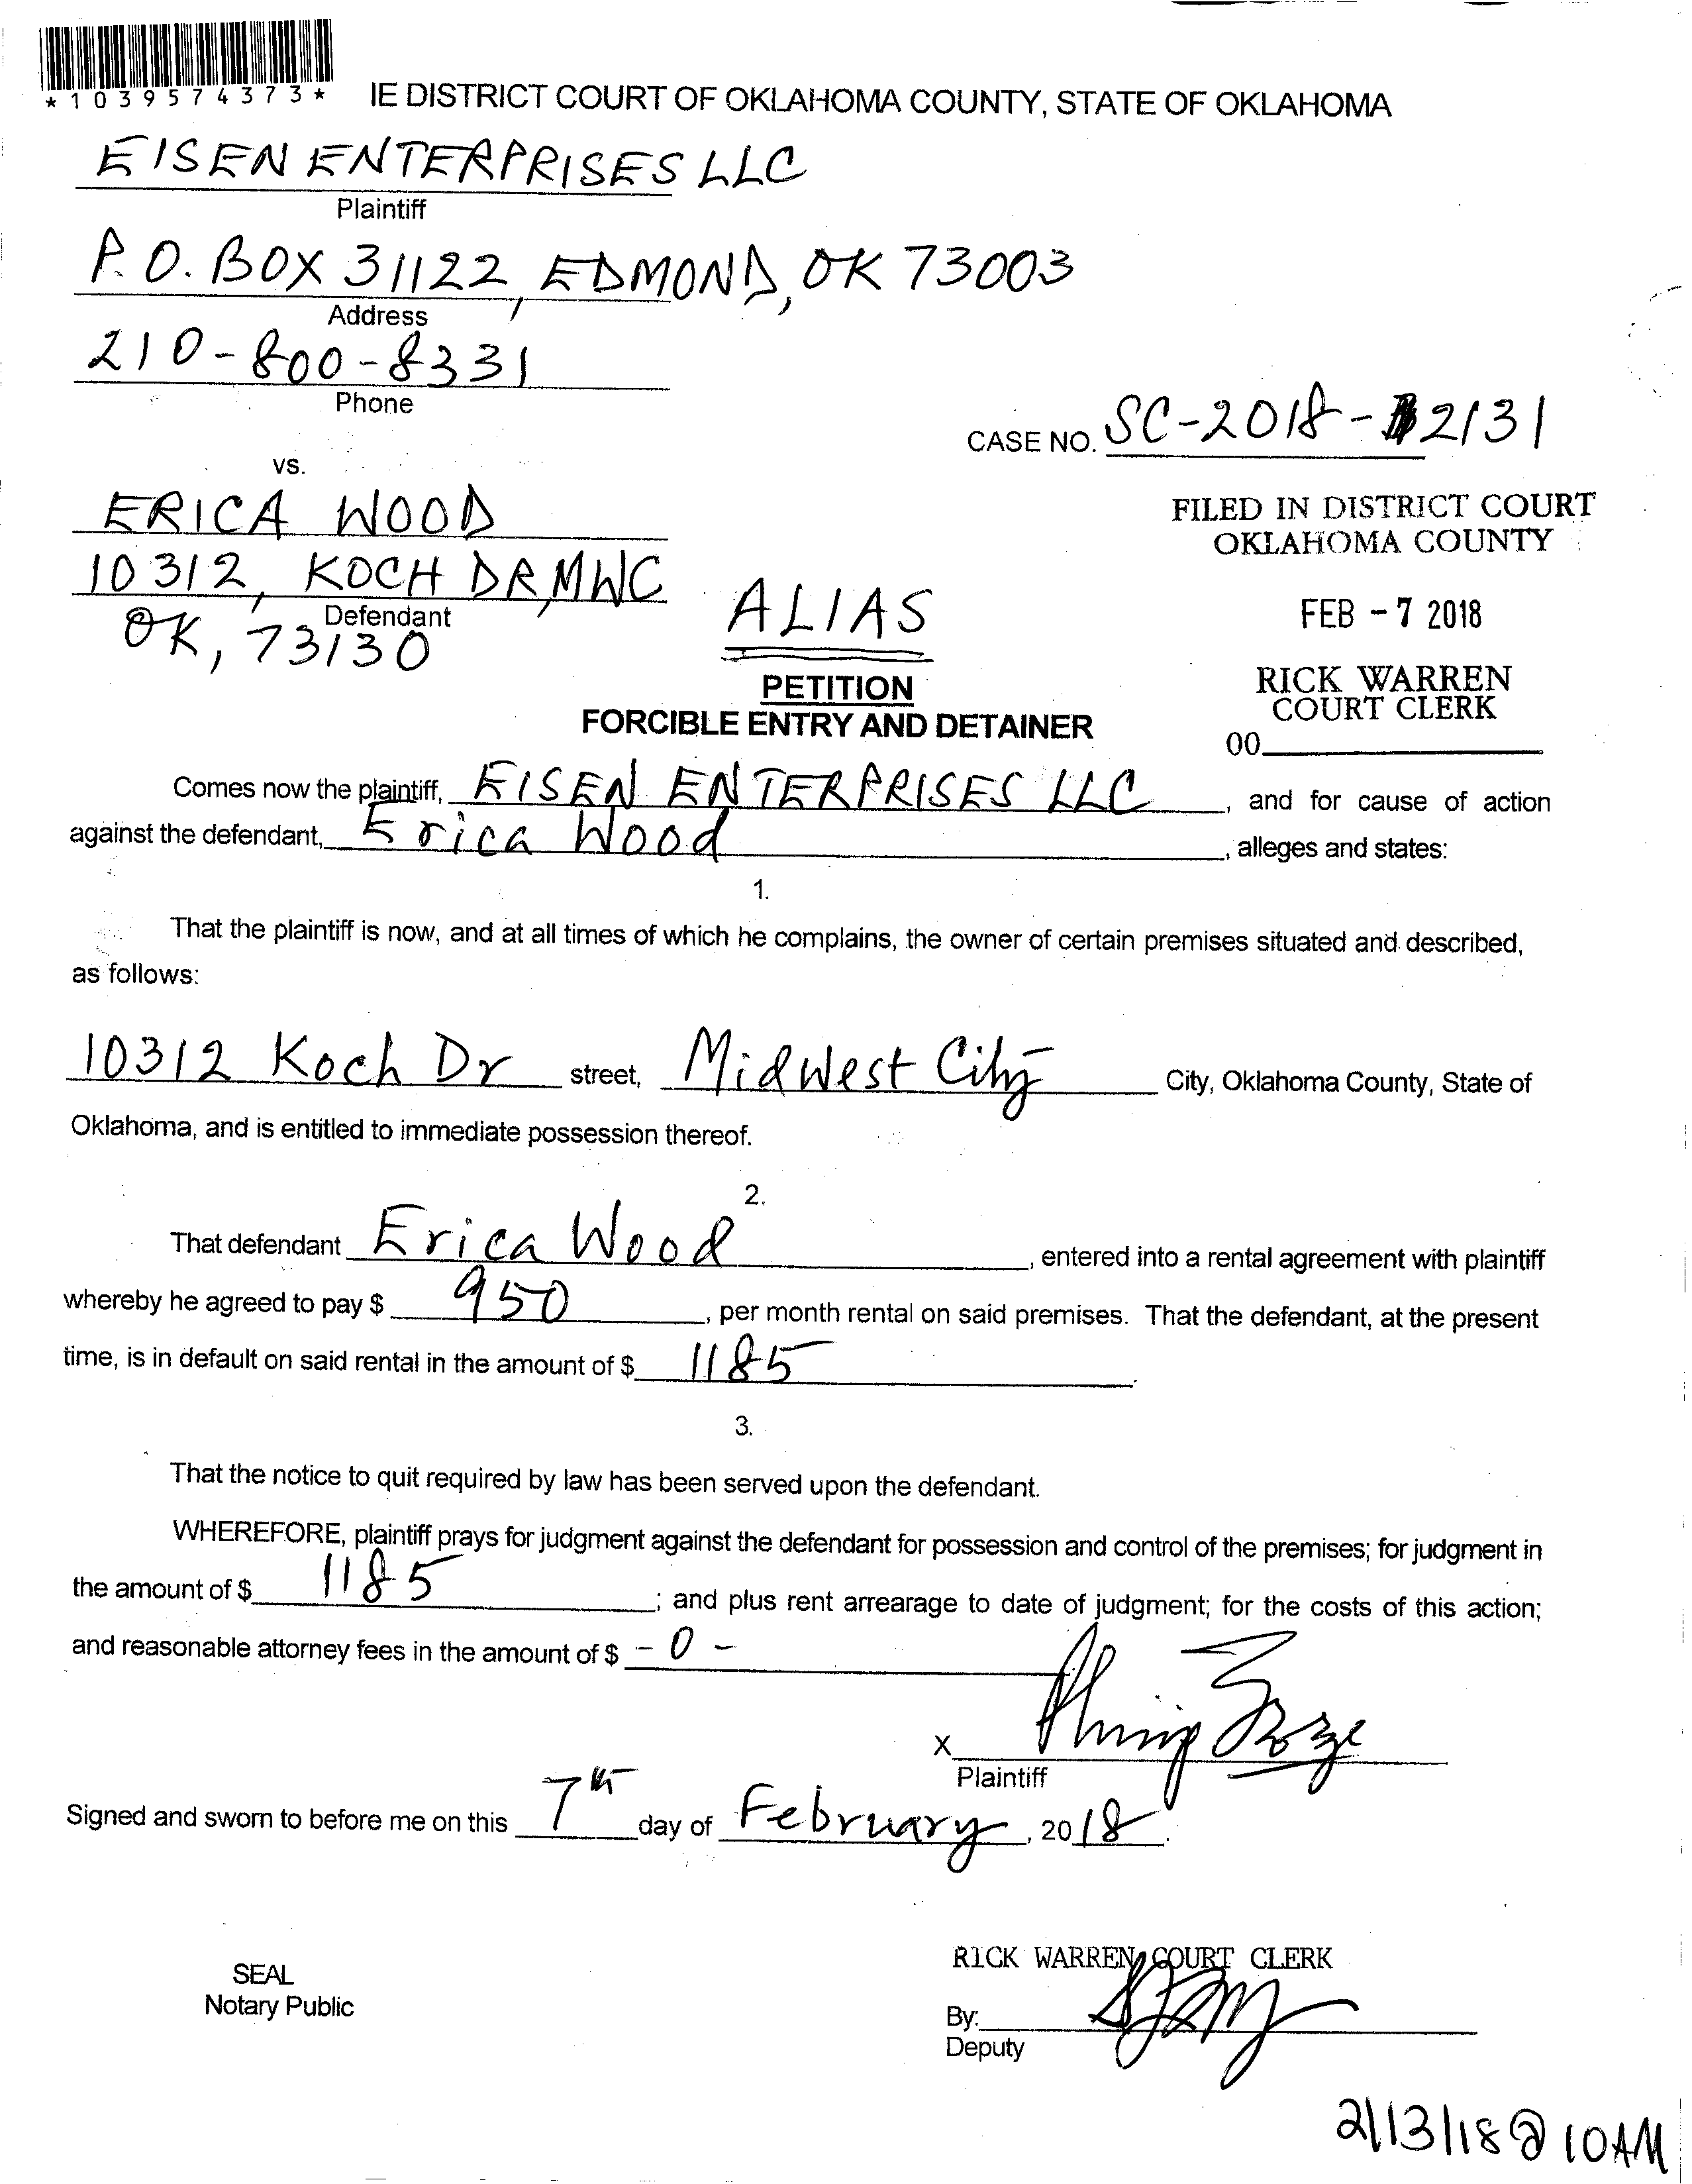 *1039574373*
IE DISTRICT COURT OF OKLAHOMA COUNTY, STATE OF OKLAHOMA
EISEN ENTERPRISES LLC
Plaintiff
P.O. BOX 31122, EDMOND, OK 73003
Address
210-800-8331
Phone
CASE NO. SC-2018-2131
vs.
ERICA WOOD
10312, KOCH DR, MWC
Defendant
OK, 73130
FILED IN DISTRICT COURT
OKLAHOMA COUNTY
FEB -7 2018
RICK WARREN
COURT CLERK
00
ALIAS
PETITION
FORCIBLE ENTRY AND DETAINER
Comes now the plaintiff, EISEN ENTERPRISES LLC, and for cause of action
against the defendant, Erica Wood, alleges and states:
1.
That the plaintiff is now, and at all times of which he complains, the owner of certain premises situated and described,
as follows:
10312 Koch Dr street, Midwest City City, Oklahoma County, State of
Oklahoma, and is entitled to immediate possession thereof.
2.
That defendant Erica Wood, entered into a rental agreement with plaintiff
whereby he agreed to pay $ 950, per month rental on said premises. That the defendant, at the present
time, is in default on said rental in the amount of $ 1185.
3.
That the notice to quit required by law has been served upon the defendant.
WHEREFORE, plaintiff prays for judgment against the defendant for possession and control of the premises; for judgment in
the amount of $ 1185; and plus rent arrearage to date of judgment; for the costs of this action;
and reasonable attorney fees in the amount of $ - 0 -
X
Plaintiff
Signed and sworn to before me on this 7th day of February, 2018.
SEAL
Notary Public
RICK WARREN, COURT CLERK
By:
Deputy
2/13/18 @ 10AM